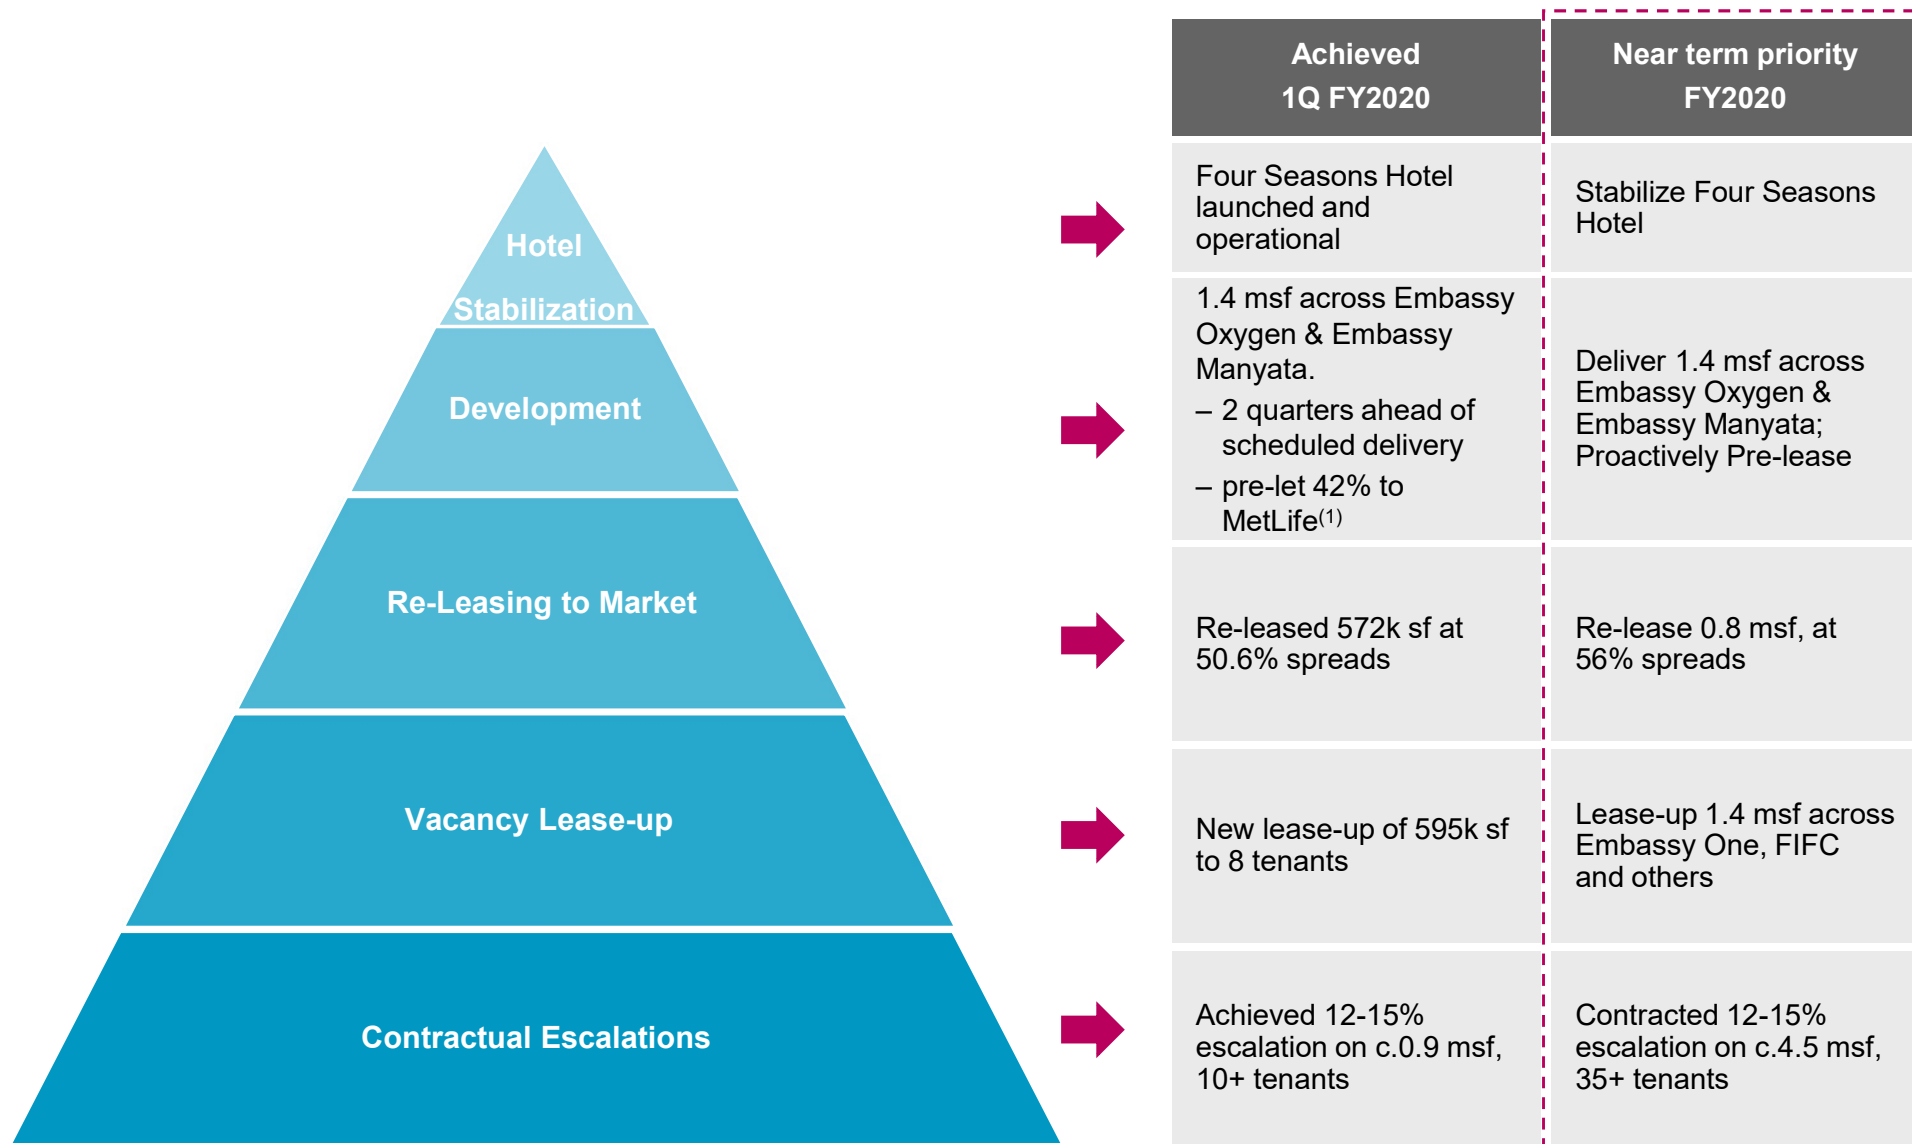 Achieved
1Q FY2020
Near term priority
FY2020
Hotel
Stabilization
Four Seasons Hotel
launched and
operational
Stabilize Four Seasons
Hotel
Development
1.4 msf across Embassy
Oxygen & Embassy
Manyata.
– 2 quarters ahead of
scheduled delivery
– pre-let 42% to
MetLife(1)
Deliver 1.4 msf across
Embassy Oxygen &
Embassy Manyata;
Proactively Pre-lease
Re-Leasing to Market
Re-leased 572k sf at
50.6% spreads
Re-lease 0.8 msf, at
56% spreads
Vacancy Lease-up
New lease-up of 595k sf
to 8 tenants
Lease-up 1.4 msf across
Embassy One, FIFC
and others
Contractual Escalations
Achieved 12-15%
escalation on c.0.9 msf,
10+ tenants
Contracted 12-15%
escalation on c.4.5 msf,
35+ tenants